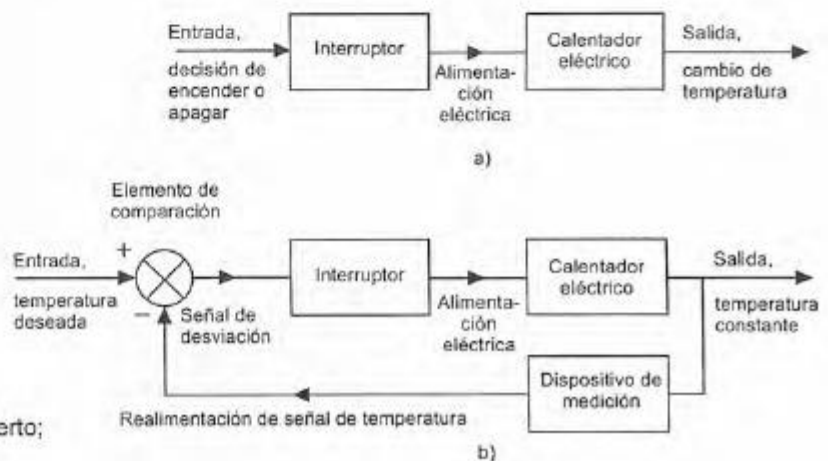 Entrada,
decisión de
encender o
apagar
Interruptor
Alimenta-
ción
eléctrica
Calentador
eléctrico
Salida,
cambio de
temperatura
a)
Elemento de
comparación
+
Entrada,
temperatura
deseada
−
Señal de
desviación
Interruptor
Alimenta-
ción
eléctrica
Calentador
eléctrico
Salida,
temperatura
constante
Dispositivo de
medición
Realimentación de señal de temperatura
erto;
b)